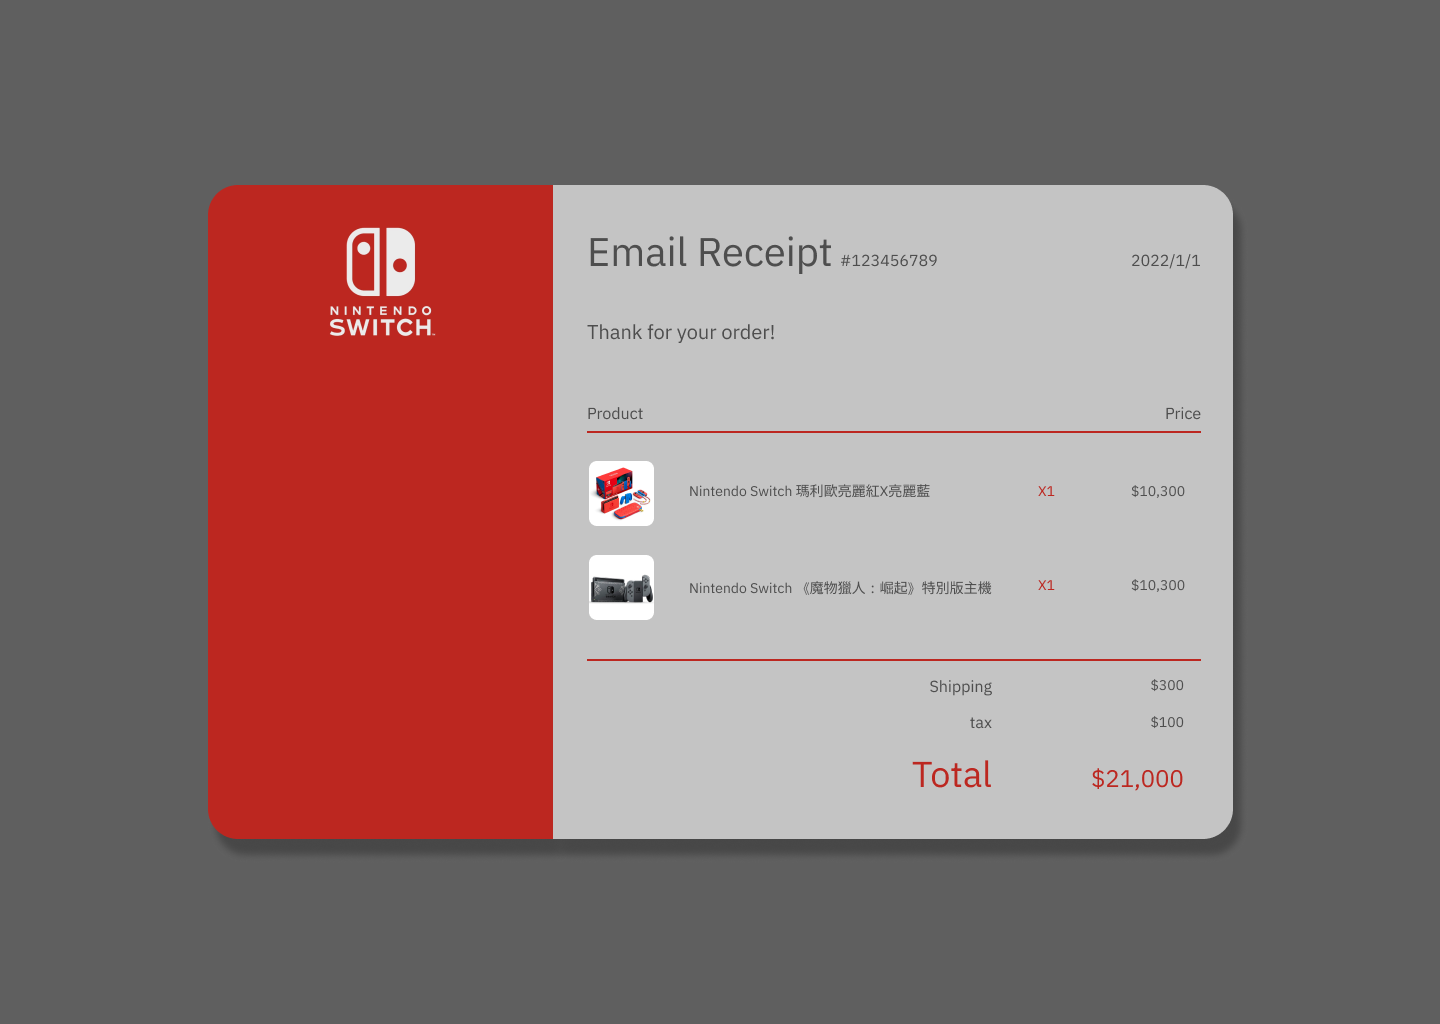 NINTENDO
SWITCH
Email Receipt #123456789 2022/1/1
Thank for your order!
Product Price
Nintendo Switch 瑪利歐亮麗紅X亮麗藍 X1 $10,300
Nintendo Switch 《魔物獵人：崛起》特別版主機 X1 $10,300
Shipping $300
tax $100
Total $21,000